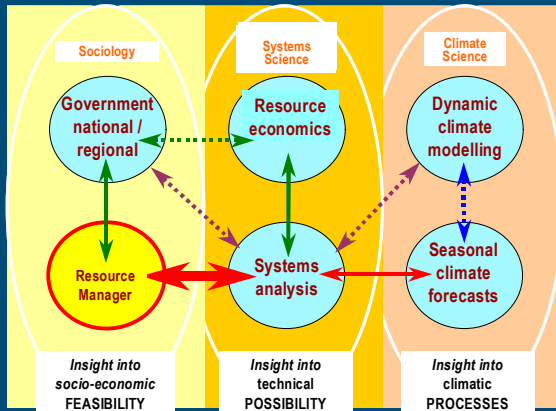 Sociology
Systems
Science
Climate
Science
Government
national /
regional
Resource
economics
Dynamic
climate
modelling
Resource
Manager
Systems
analysis
Seasonal
climate
forecasts
Insight into
socio-economic
FEASIBILITY
Insight into
technical
POSSIBILITY
Insight into
climatic
PROCESSES